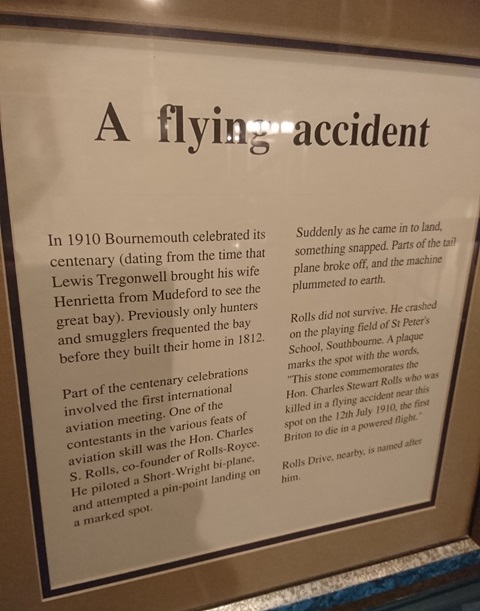 A flying accident
In 1910 Bournemouth celebrated its
centenary (dating from the time that
Lewis Tregonwell brought his wife
Henrietta from Mudeford to see the
great bay). Previously only hunters
and smugglers frequented the bay
before they built their home in 1812.
Part of the centenary celebrations
involved the first international
aviation meeting. One of the
contestants in the various feats of
aviation skill was the Hon. Charles
S. Rolls, co-founder of Rolls-Royce.
He piloted a Short-Wright bi-plane,
and attempted a pin-point landing on
a marked spot.
Suddenly as he came in to land,
something snapped. Parts of the tail
plane broke off, and the machine
plummeted to earth.
Rolls did not survive. He crashed
on the playing field of St Peter's
School, Southbourne. A plaque
marks the spot with the words,
"This stone commemorates the
Hon. Charles Stewart Rolls who was
killed in a flying accident near this
spot on the 12th July 1910, the first
Briton to die in a powered flight."
Rolls Drive, nearby, is named after
him.